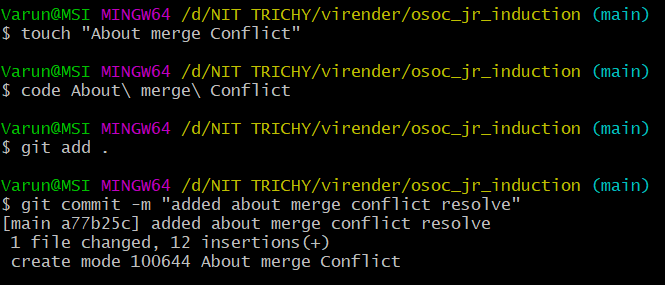 Varun@MSI MINGW64 /d/NIT TRICHY/virender/osoc_jr_induction (main)
$ touch "About merge Conflict"
Varun@MSI MINGW64 /d/NIT TRICHY/virender/osoc_jr_induction (main)
$ code About\ merge\ Conflict
Varun@MSI MINGW64 /d/NIT TRICHY/virender/osoc_jr_induction (main)
$ git add .
Varun@MSI MINGW64 /d/NIT TRICHY/virender/osoc_jr_induction (main)
$ git commit -m "added about merge conflict resolve"
[main a77b25c] added about merge conflict resolve
 1 file changed, 12 insertions(+)
 create mode 100644 About merge Conflict